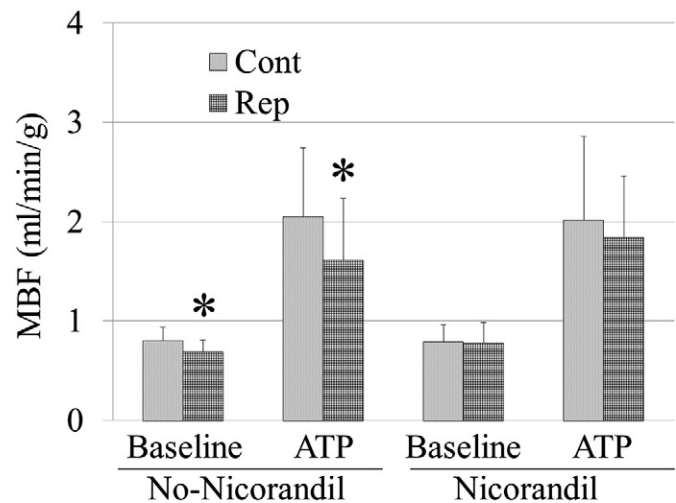 4
Cont
Rep
3
*
2
MBF (ml/min/g)
1
*
0
Baseline ATP Baseline ATP
No-Nicorandil Nicorandil